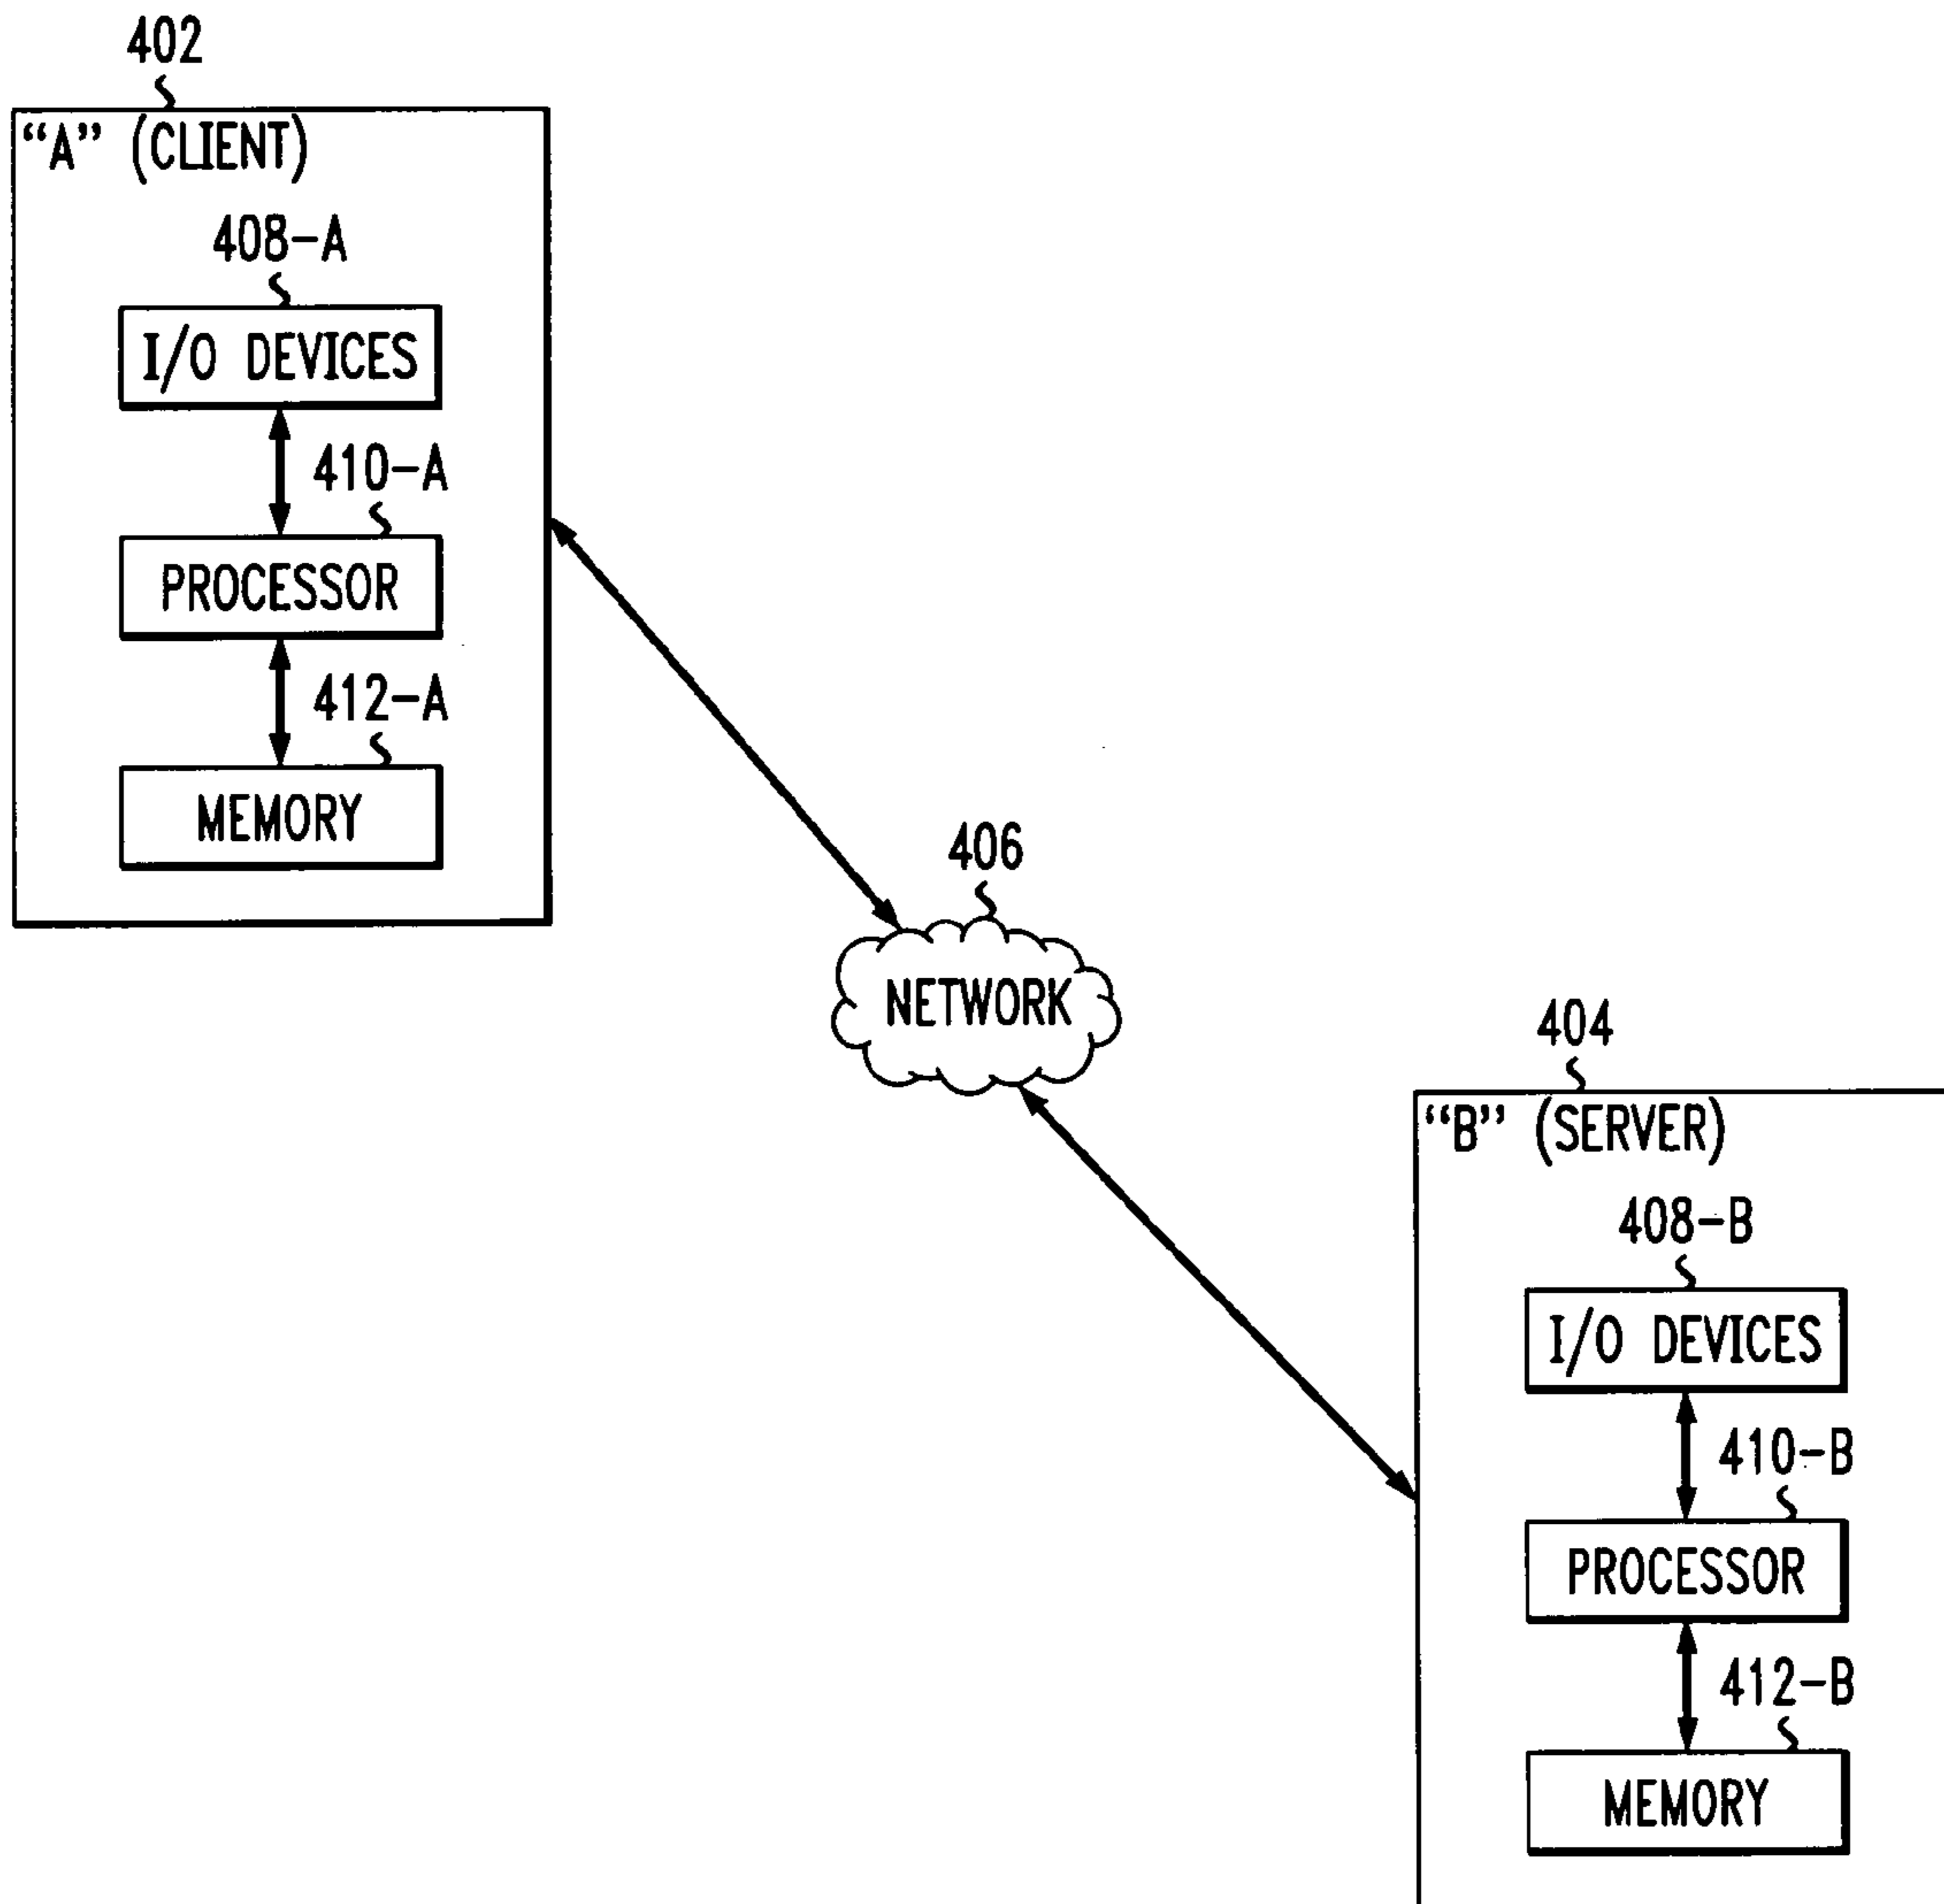 402
“A” (CLIENT)
408-A
I/O DEVICES
410-A
PROCESSOR
412-A
MEMORY
406
NETWORK
404
“B” (SERVER)
408-B
I/O DEVICES
410-B
PROCESSOR
412-B
MEMORY